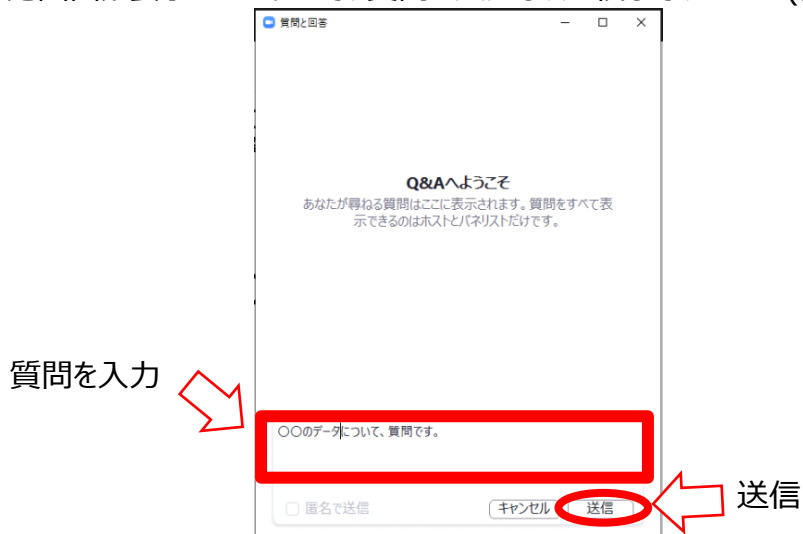 質問と回答
Q&Aへようこそ
あなたが尋ねる質問はここに表示されます。質問をすべて表
示できるのはホストとパネリストだけです。
質問を入力
〇〇のデータについて、質問です。
匿名で送信
キャンセル
送信
送信